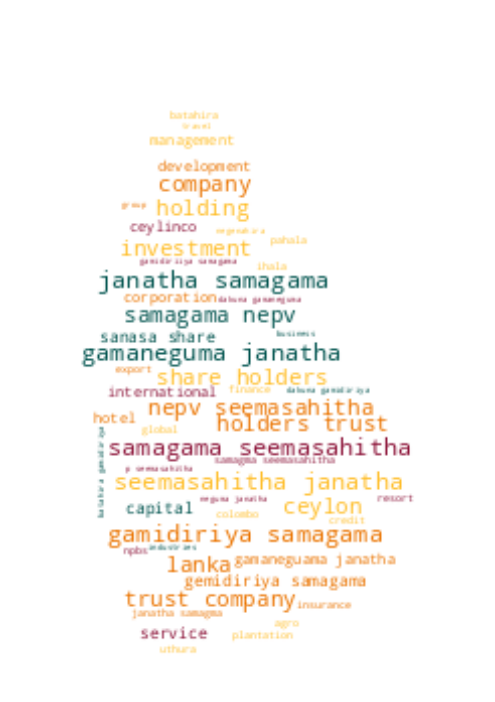 batahira
travel
management
development
company
group holding
ceylinco negenahira
investment pahala
gamidiriya samagama
ihala
janatha samagama
corporation dakuna gamaneguma
samagama nepv
sanasa share business
gamaneguma janatha
export
share holders
international finance dakuna gamidiriya
nepv seemasahitha
hotel holders trust
global
batahira gamidiriya
samagama seemasahitha
samagma seemasahitha
p seemasahitha
seemasahitha janatha
neguma janatha resort
capital ceylon
colombo
credit
gamidiriya samagama
npbs industries
lanka gamaneguama janatha
gemidiriya samagama
trust company insurance
janatha samagma
agro
service plantation
uthura